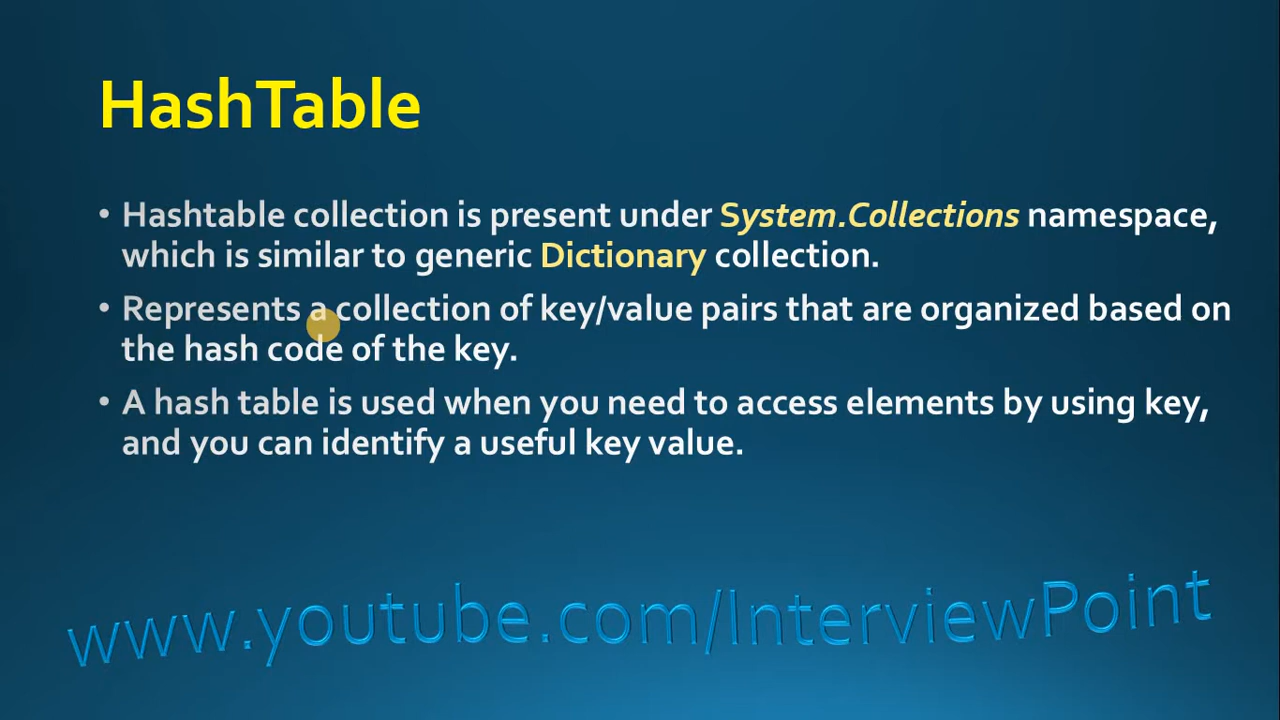 HashTable
• Hashtable collection is present under System.Collections namespace,
which is similar to generic Dictionary collection.
• Represents a collection of key/value pairs that are organized based on
the hash code of the key.
• A hash table is used when you need to access elements by using key,
and you can identify a useful key value.
www.youtube.com/InterviewPoint